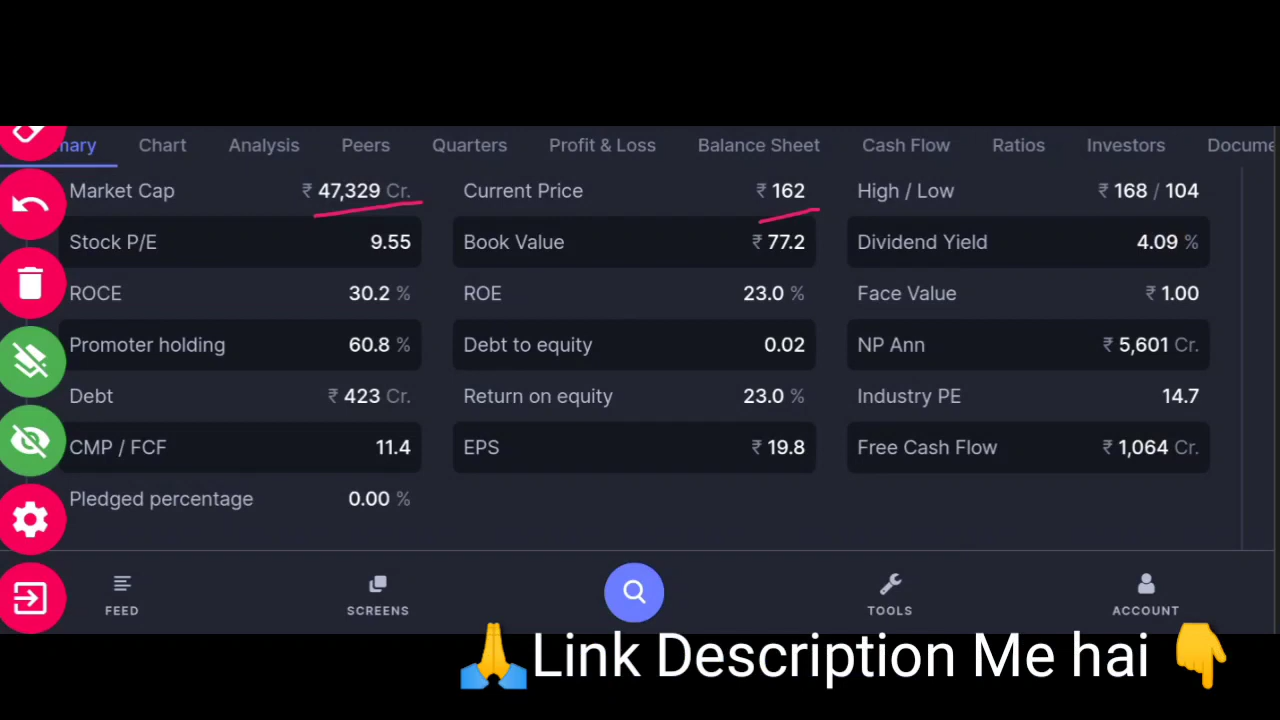 mary Chart Analysis Peers Quarters Profit & Loss Balance Sheet Cash Flow Ratios Investors Docume
Market Cap ₹ 47,329 Cr. Current Price ₹ 162 High / Low ₹ 168 / 104
Stock P/E 9.55 Book Value ₹ 77.2 Dividend Yield 4.09 %
ROCE 30.2 % ROE 23.0 % Face Value ₹ 1.00
Promoter holding 60.8 % Debt to equity 0.02 NP Ann ₹ 5,601 Cr.
Debt ₹ 423 Cr. Return on equity 23.0 % Industry PE 14.7
CMP / FCF 11.4 EPS ₹ 19.8 Free Cash Flow ₹ 1,064 Cr.
Pledged percentage 0.00 %
FEED SCREENS TOOLS ACCOUNT
🙏Link Description Me hai 👇